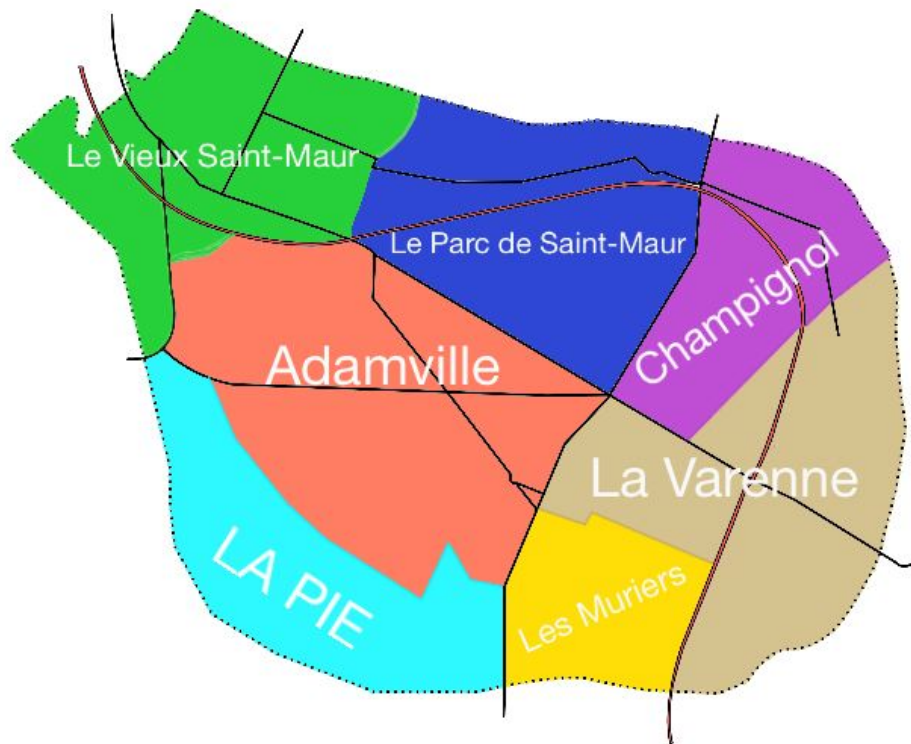 Le Vieux Saint-Maur
Le Parc de Saint-Maur
Champignol
Adamville
La Varenne
LA PIE
Les Muriers